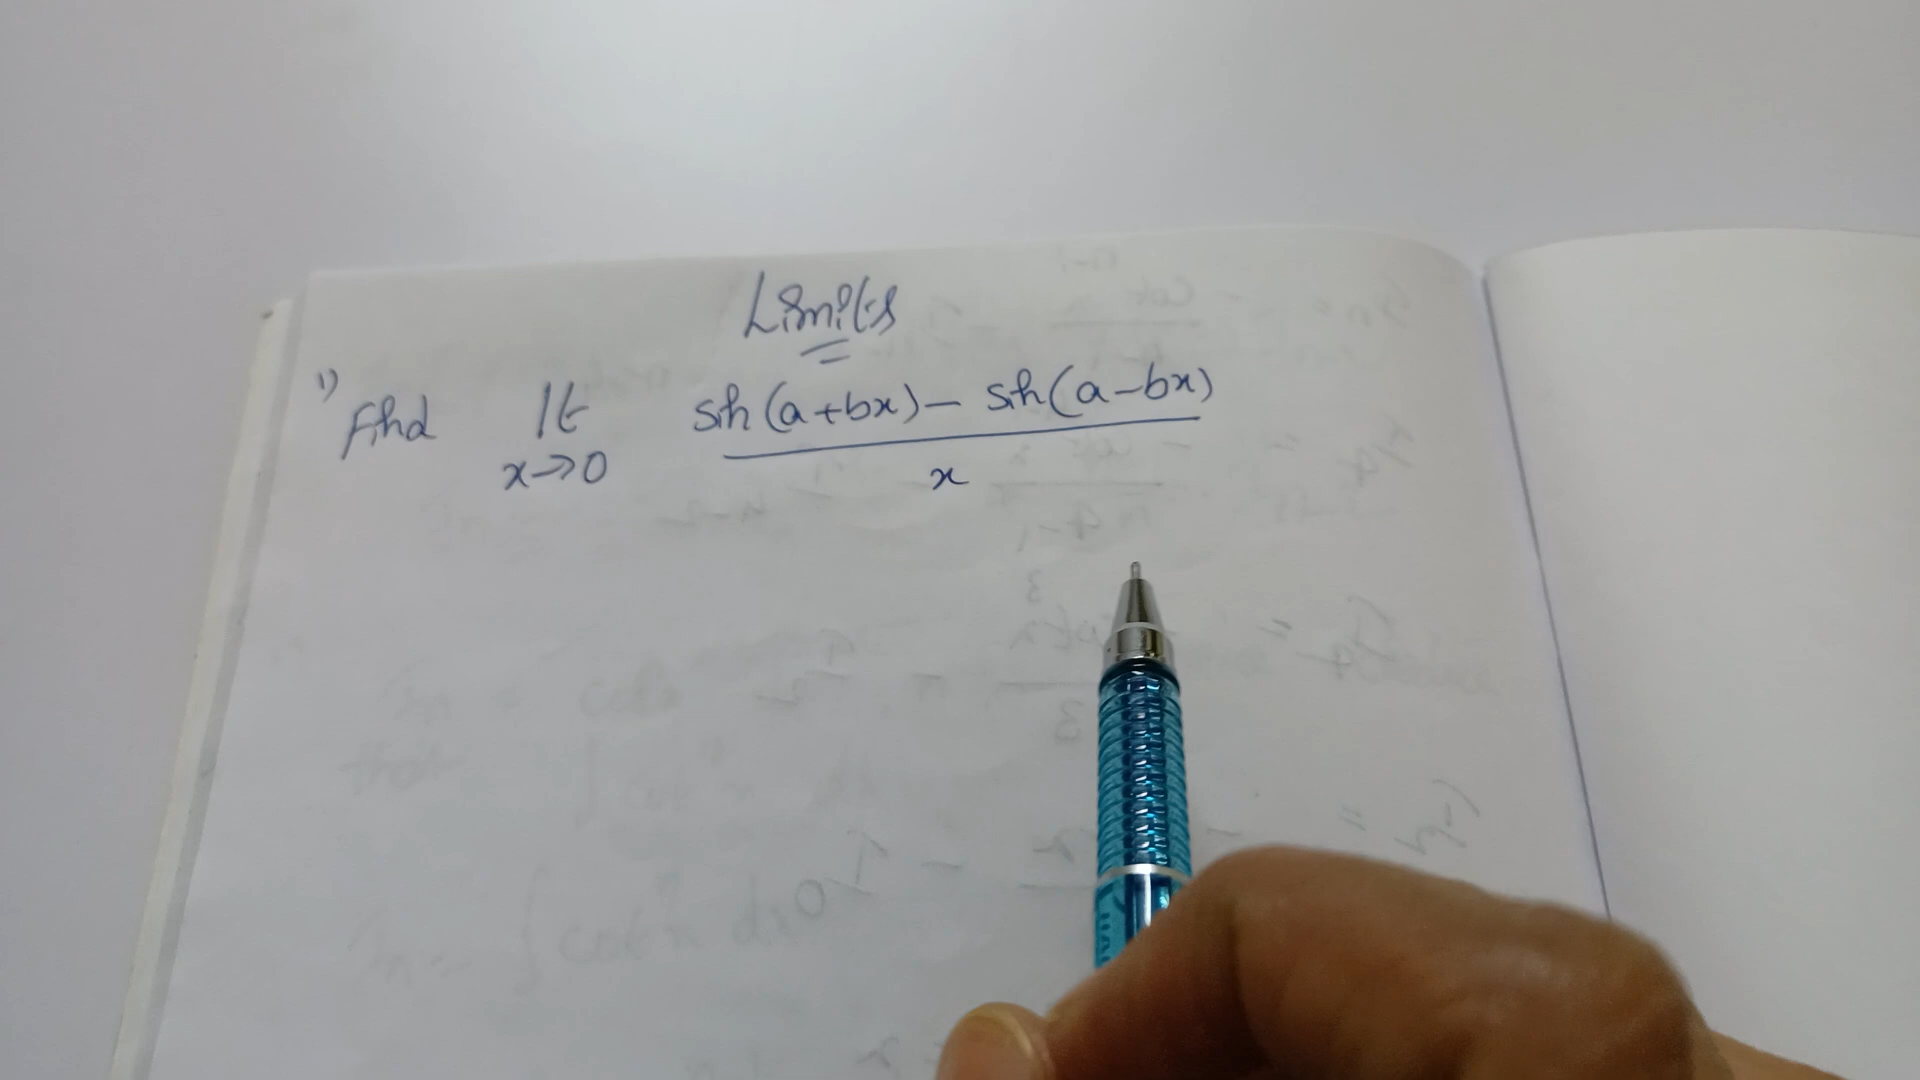 Limits
1) Find lt sin(a+bx) - sin(a-bx)
x→0 x